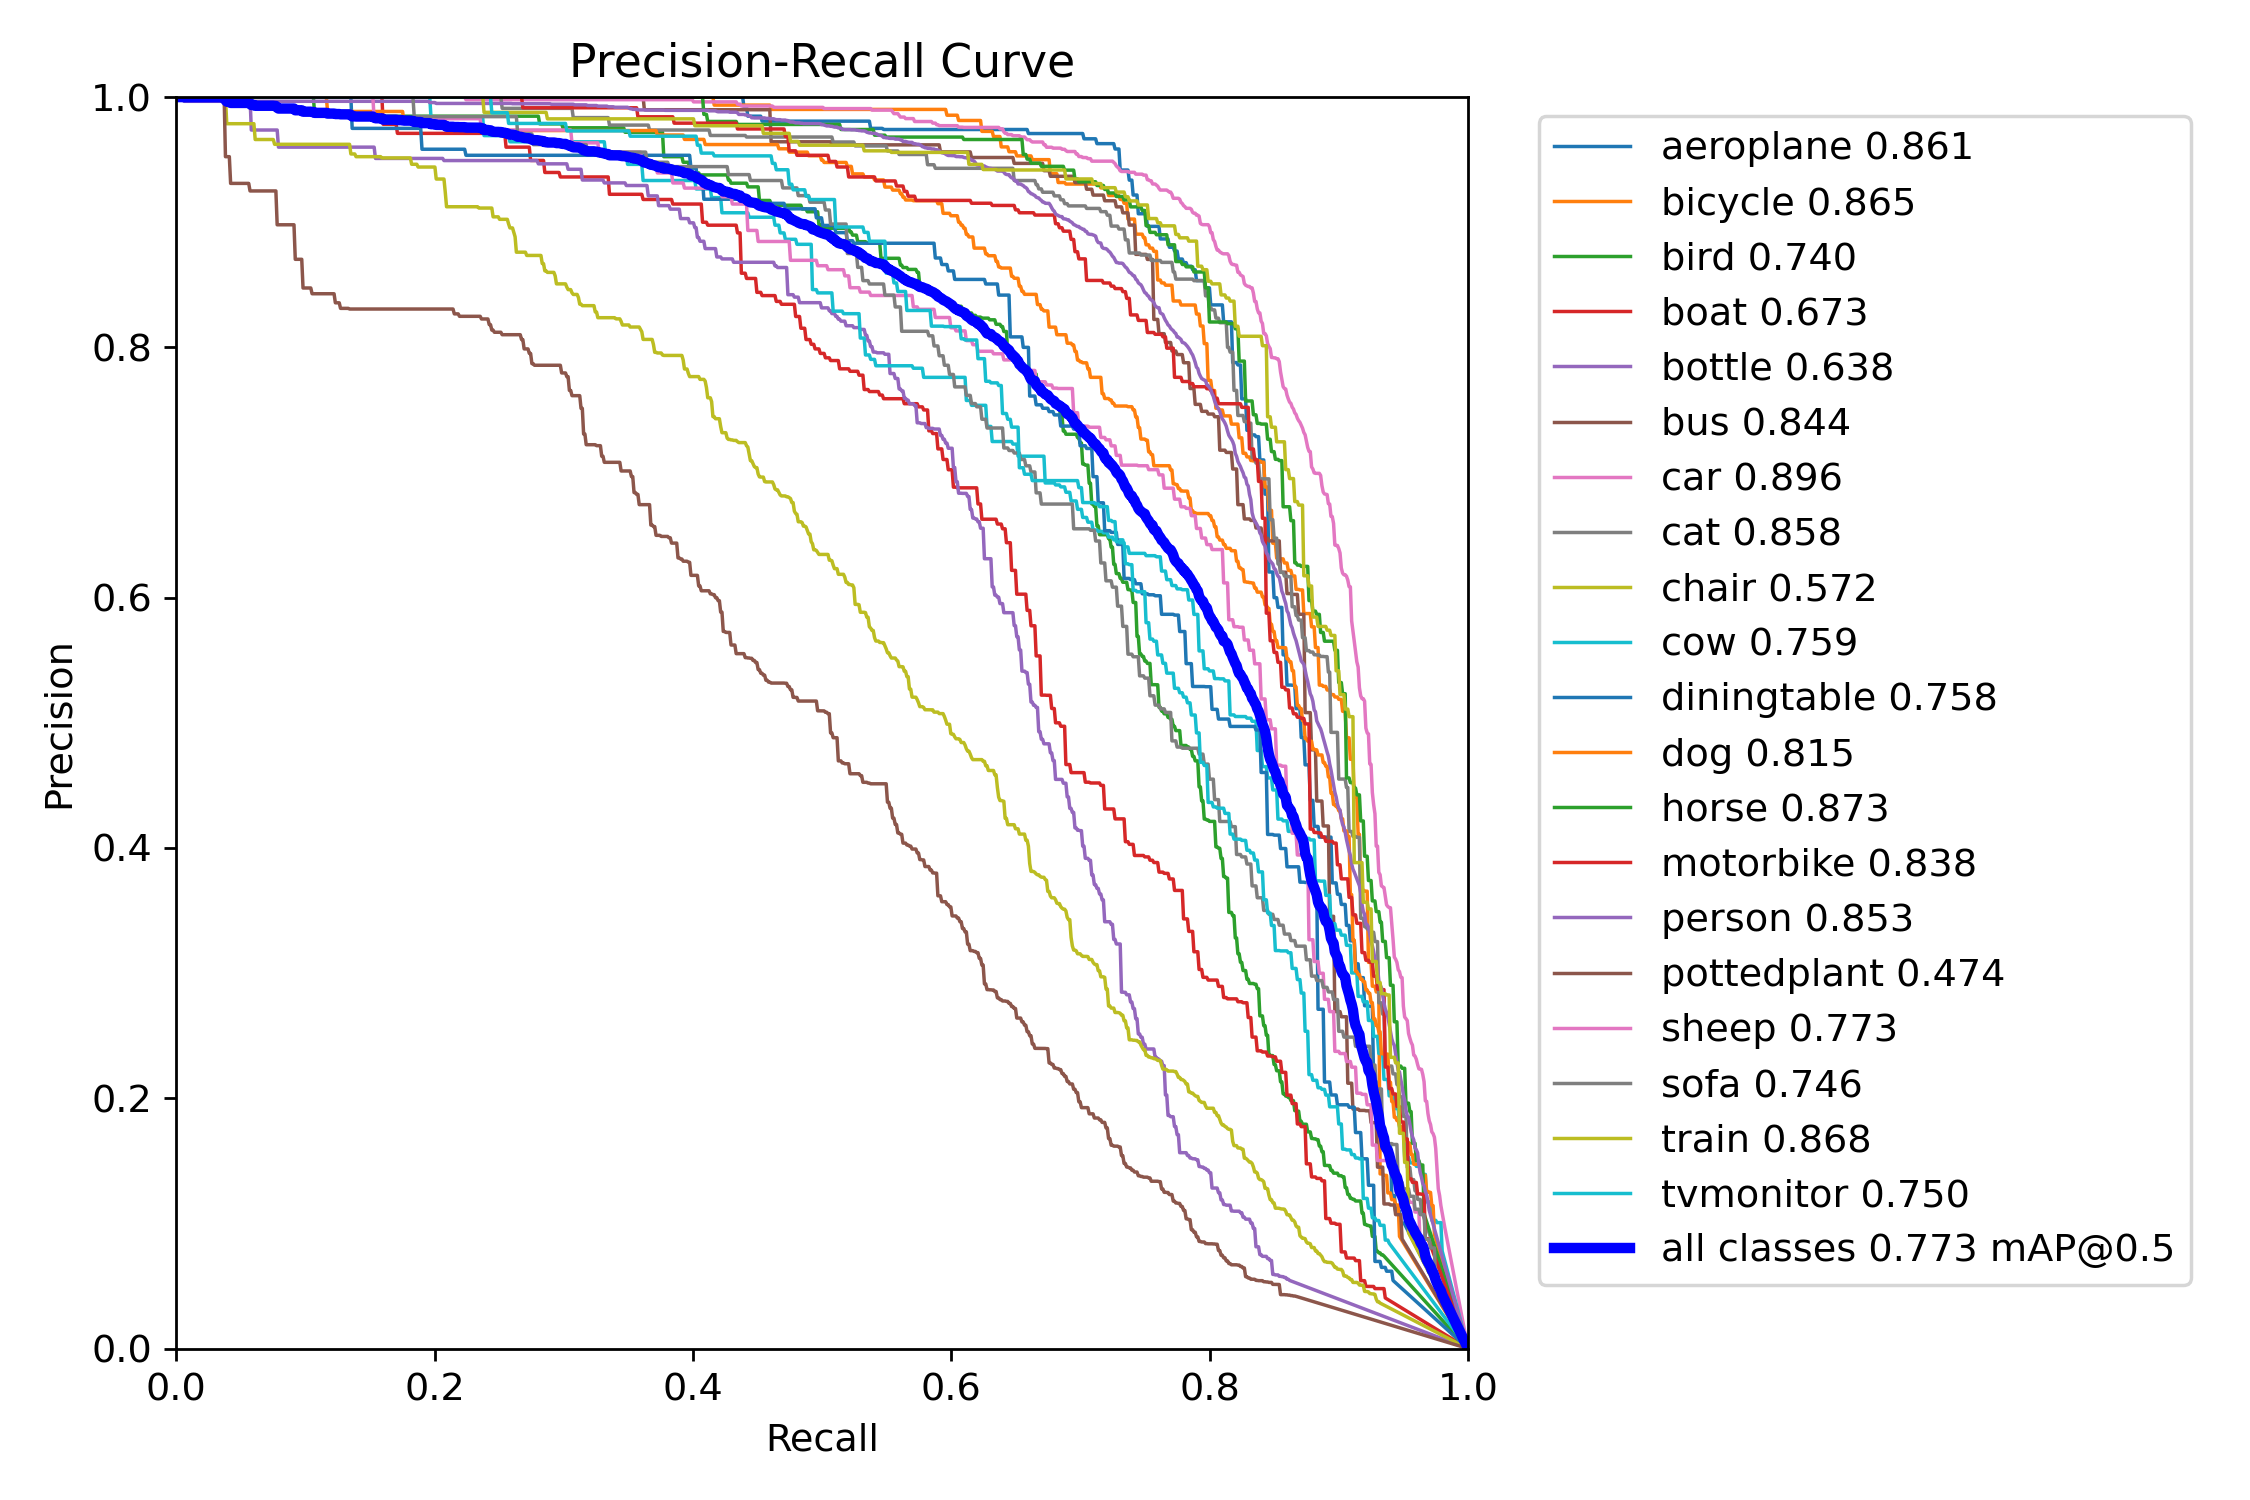 Precision-Recall Curve
1.0
0.8
0.6
0.4
0.2
0.0
Precision
0.0 0.2 0.4 0.6 0.8 1.0
Recall
aeroplane 0.861
bicycle 0.865
bird 0.740
boat 0.673
bottle 0.638
bus 0.844
car 0.896
cat 0.858
chair 0.572
cow 0.759
diningtable 0.758
dog 0.815
horse 0.873
motorbike 0.838
person 0.853
pottedplant 0.474
sheep 0.773
sofa 0.746
train 0.868
tvmonitor 0.750
all classes 0.773 mAP@0.5